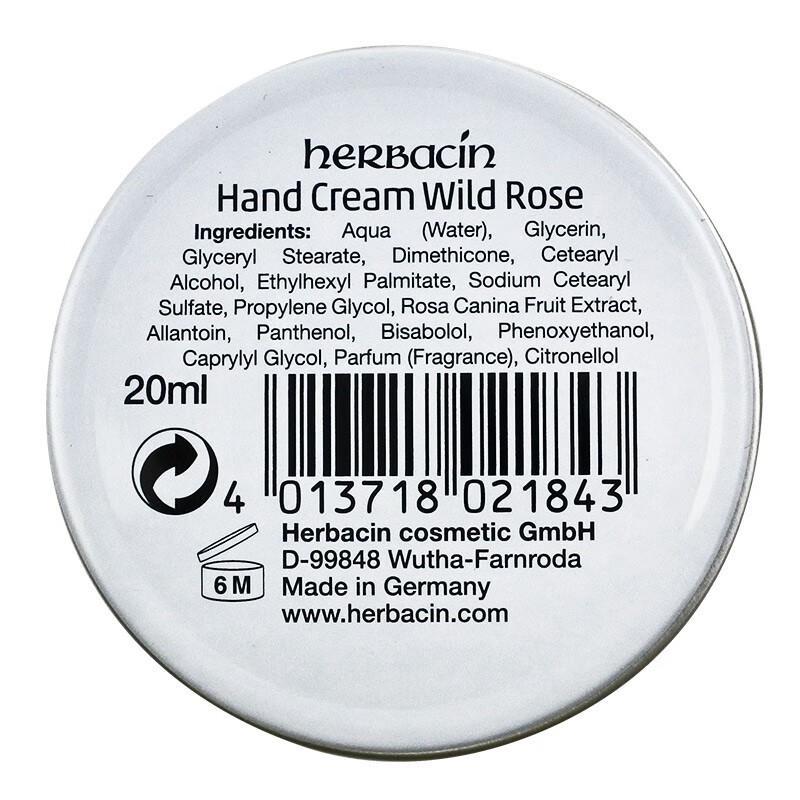 herbacin
Hand Cream Wild Rose
Ingredients: Aqua (Water), Glycerin,
Glyceryl Stearate, Dimethicone, Cetearyl
Alcohol, Ethylhexyl Palmitate, Sodium Cetearyl
Sulfate, Propylene Glycol, Rosa Canina Fruit Extract,
Allantoin, Panthenol, Bisabolol, Phenoxyethanol,
Caprylyl Glycol, Parfum (Fragrance), Citronellol
20ml
4 013718 021843
Herbacin cosmetic GmbH
D-99848 Wutha-Farnroda
6 M
Made in Germany
www.herbacin.com